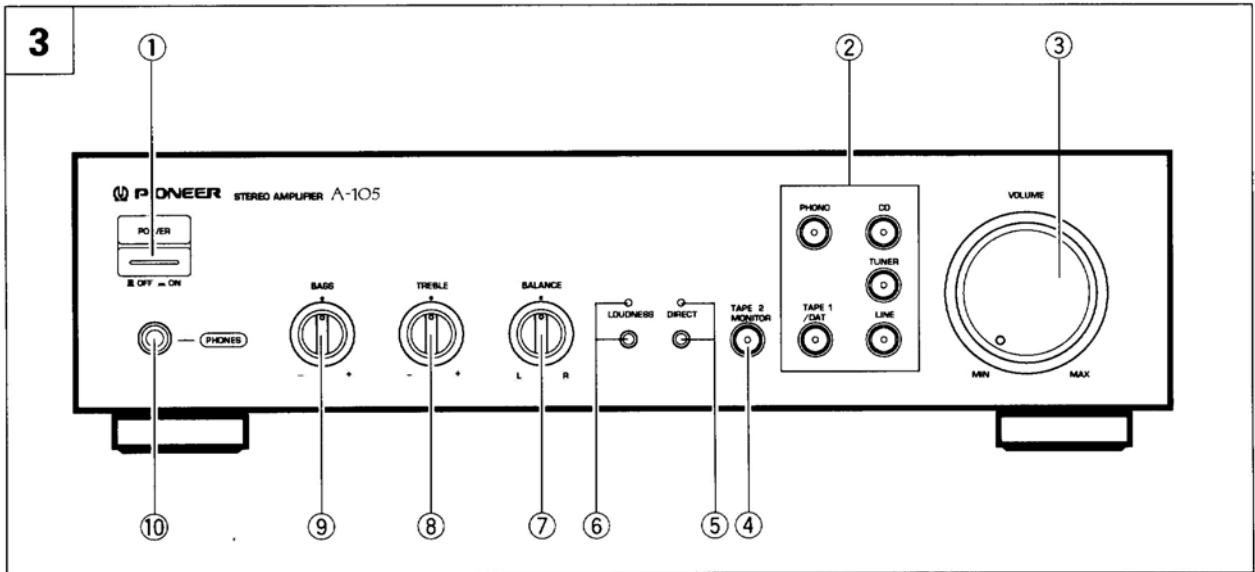 3
① ② ③
PIONEER STEREO AMPLIFIER A-105
POWER
OFF ON
PHONES
BASS
− +
TREBLE
− +
BALANCE
L R
LOUDNESS DIRECT
TAPE 2
MONITOR
PHONO CD
TUNER
TAPE 1
/DAT
LINE
VOLUME
MIN MAX
⑩ ⑨ ⑧ ⑦ ⑥ ⑤ ④